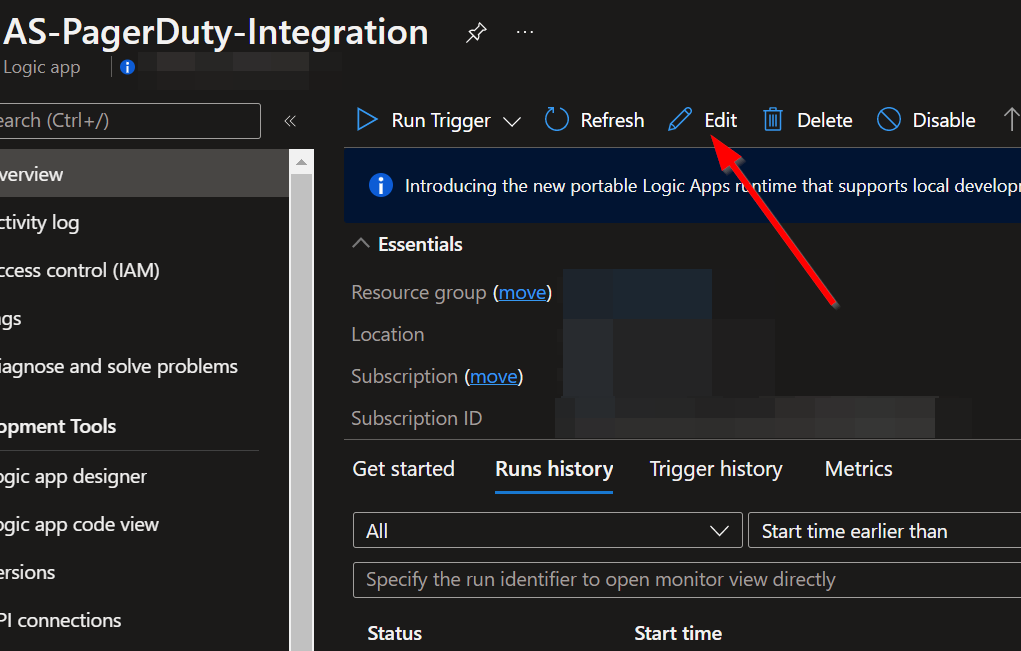 AS-PagerDuty-Integration
Logic app
earch (Ctrl+/)
«
Run Trigger
Refresh
Edit
Delete
Disable
verview
Introducing the new portable Logic Apps runtime that supports local developm
ctivity log
Essentials
ccess control (IAM)
Resource group (move)
gs
Location
iagnose and solve problems
Subscription (move)
opment Tools
Subscription ID
ogic app designer
Get started
Runs history
Trigger history
Metrics
ogic app code view
All
Start time earlier than
ersions
Specify the run identifier to open monitor view directly
PI connections
Status
Start time